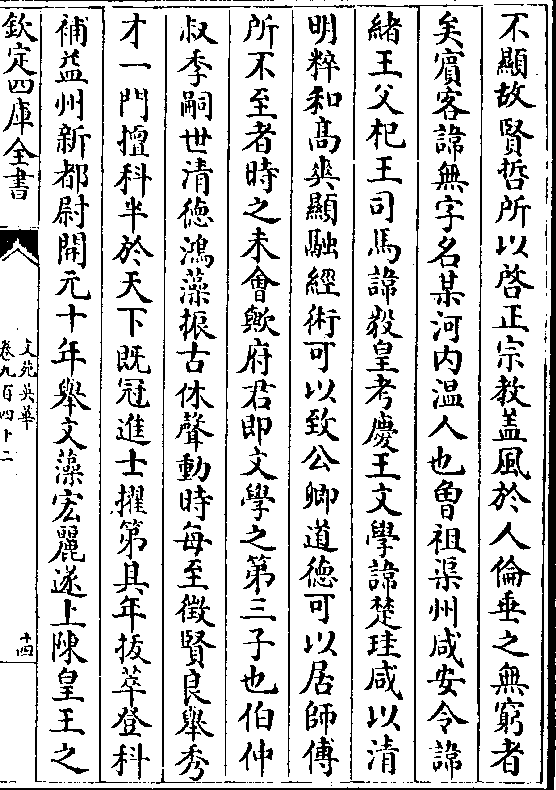 不顯故賢哲所以啓正宗教蓋風於人倫垂之無窮者
矣賓客諱無字名某河内温人也魯祖渠州咸安令諱
緒王父杞王司馬諱毅皇考慶王文學諱楚珪咸以清
明粹和髙爽顯融經術可以致公卿道德可以居師傅
所不至者時之未會歟府君即文學之第三子也伯仲
叔季嗣世清德鴻藻振古休聲動時每至徴賢良舉秀
才一門擅科半於天下既冠進士擢第其年拔萃登科
補益州新都尉開元十年舉文藻宏麗遂上陳皇王之
欽定四庫全書
文苑英華
卷九百四十二
十四